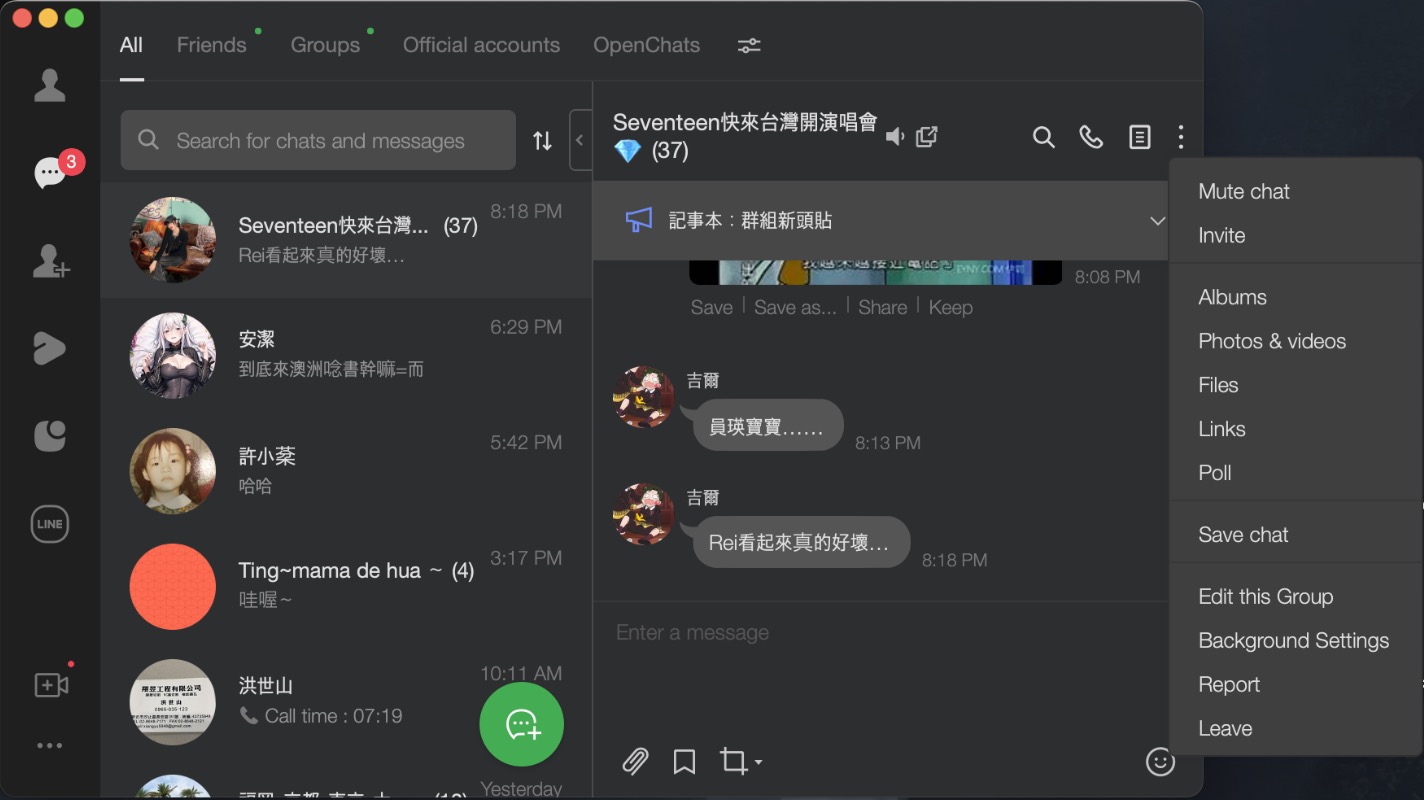 All
Friends
Groups
Official accounts
OpenChats
3
Search for chats and messages
Seventeen快來台灣... (37)
8:18 PM
Rei看起來真的好壞…
安潔
6:29 PM
到底來澳洲唸書幹嘛=而
許小棻
5:42 PM
哈哈
Ting~mama de hua ～ (4)
3:17 PM
哇喔～
洪世山
10:11 AM
Call time : 07:19
Yesterday
LINE
Seventeen快來台灣開演唱會
💎 (37)
記事本：群組新頭貼
8:08 PM
Save
Save as...
Share
Keep
吉爾
員瑛寶寶……
8:13 PM
吉爾
Rei看起來真的好壞…
8:18 PM
Enter a message
Mute chat
Invite
Albums
Photos & videos
Files
Links
Poll
Save chat
Edit this Group
Background Settings
Report
Leave